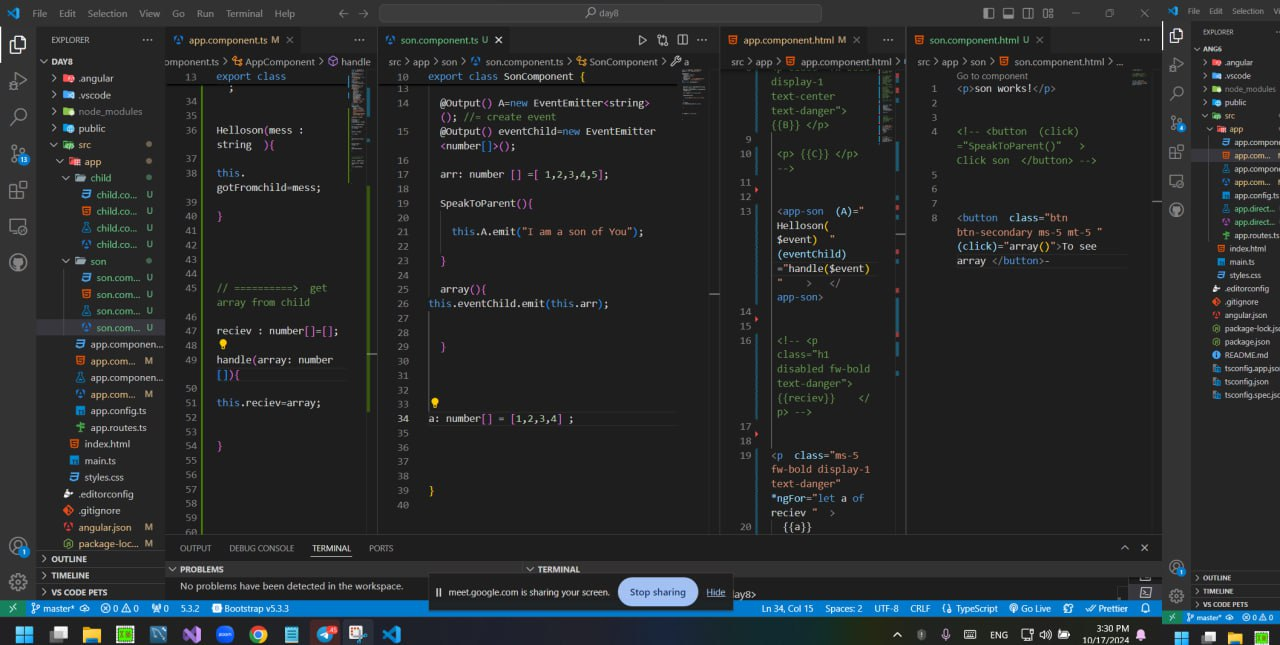 File Edit Selection View Go Run Terminal Help
day8
File Edit Selection Vi
EXPLORER
DAY8
.angular
.vscode
node_modules
public
src
app
child
child.co... U
child.co... U
child.co... U
child.co... U
son
son.com... U
son.com... U
son.com... U
son.com... U
app.componen...
app.com... M
app.componen...
app.com... M
app.config.ts
app.routes.ts
index.html
main.ts
styles.css
.editorconfig
.gitignore
angular.json M
package-loc... M
OUTLINE
TIMELINE
VS CODE PETS
app.component.ts M
omponent.ts > AppComponent > handle
13 export class
;
34
35
36 Helloson(mess :
string ){
37
38 this.
gotFromchild=mess;
39
40 }
41
42
43
44
45 // ==========> get
array from child
46
47 reciev : number[]=[];
48
49 handle(array: number
[]){
50
51 this.reciev=array;
52
53
54 }
55
56
57
58
59
60
son.component.ts U
src > app > son > son.component.ts > SonComponent > a
10 export class SonComponent {
13
14 @Output() A=new EventEmitter<string>
(); //= create event
15 @Output() eventChild=new EventEmitter
<number[]>();
16
17 arr: number [] =[ 1,2,3,4,5];
18
19 SpeakToParent(){
20
21 this.A.emit("I am a son of You");
22
23 }
24
25 array(){
26 this.eventChild.emit(this.arr);
27
28
29 }
30
31
32
33
34 a: number[] = [1,2,3,4] ;
35
36
37
38
39 }
40
app.component.html M
src > app > app.component.html >
display-1
text-center
text-danger">
{{B}} </p>
9
10 <p> {{C}} </p>
-->
11
12
13 <app-son (A)="
Helloson(
$event) "
(eventChild)
="handle($event)
" > </
app-son>
14
15
16 <!-- <p
class="h1
disabled fw-bold
text-danger">
{{reciev}} </
p> -->
17
18
19 <p class="ms-5
fw-bold display-1
text-danger"
*ngFor="let a of
reciev " >
20 {{a}}
son.component.html U
src > app > son > son.component.html > ...
Go to component
1 <p>son works!</p>
2
3
4 <!-- <button (click)
="SpeakToParent()" >
Click son </button> -->
5
6
7
8 <button class="btn
btn-secondary ms-5 mt-5 "
(click)="array()">To see
array </button>-
EXPLORER
ANG6
.angular
.vscode
node_modules
public
src
app
app.compone
app.com...
app.compone
app.com...
app.config.ts
app.direct...
app.direct
app.routes.ts
index.html
main.ts
styles.css
.editorconfig
.gitignore
angular.json
package-lock.jso
package.json
README.md
tsconfig.app.jso
tsconfig.json
tsconfig.spec.jso
OUTLINE
TIMELINE
VS CODE PETS
OUTPUT DEBUG CONSOLE TERMINAL PORTS
PROBLEMS
TERMINAL
No problems have been detected in the workspace.
meet.google.com is sharing your screen. Stop sharing Hide
day8>
13
1
4
1
master* 0 0 0 5.3.2 Bootstrap v5.3.3
Ln 34, Col 15 Spaces: 2 UTF-8 CRLF TypeScript Go Live Prettier
master* 0 0
zoom
45
ENG
3:30 PM
10/17/2024